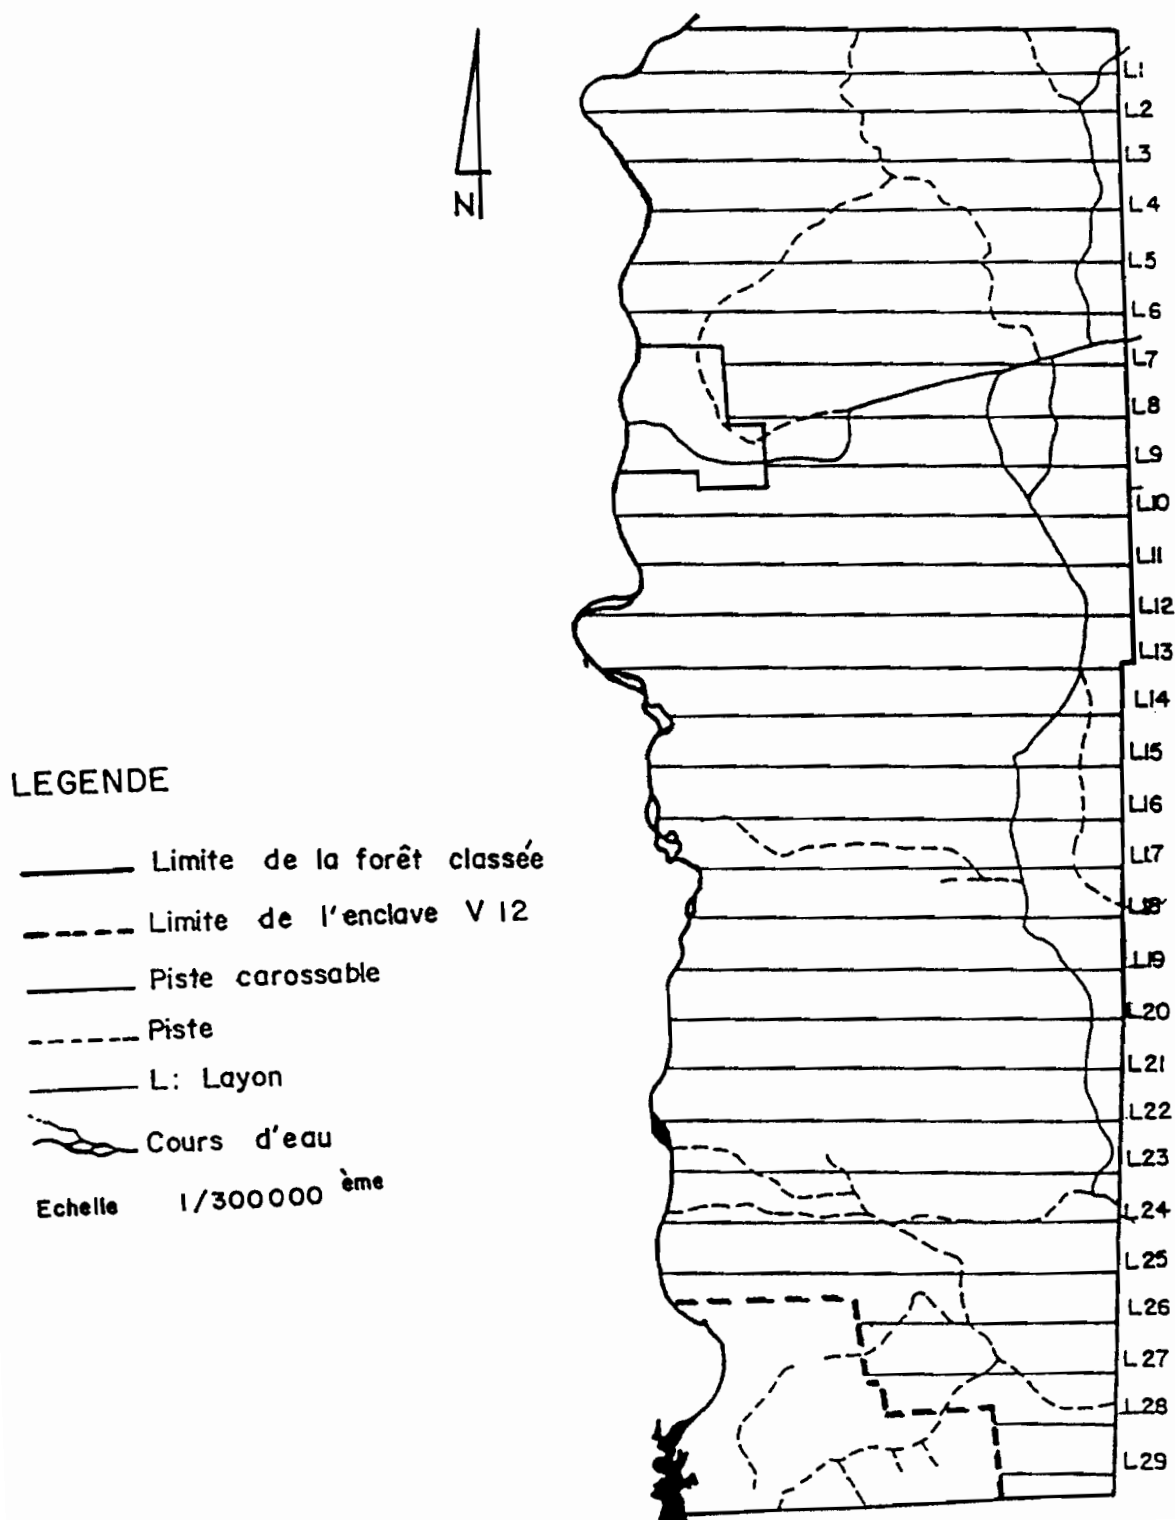 N
L1
L2
L3
L4
L5
L6
L7
L8
L9
L10
L11
L12
L13
L14
L15
L16
L17
L18
L19
L20
L21
L22
L23
L24
L25
L26
L27
L28
L29
LEGENDE
Limite de la forêt classée
Limite de l'enclave V 12
Piste carossable
Piste
L: Layon
Cours d'eau
Echelle 1/300000 ème